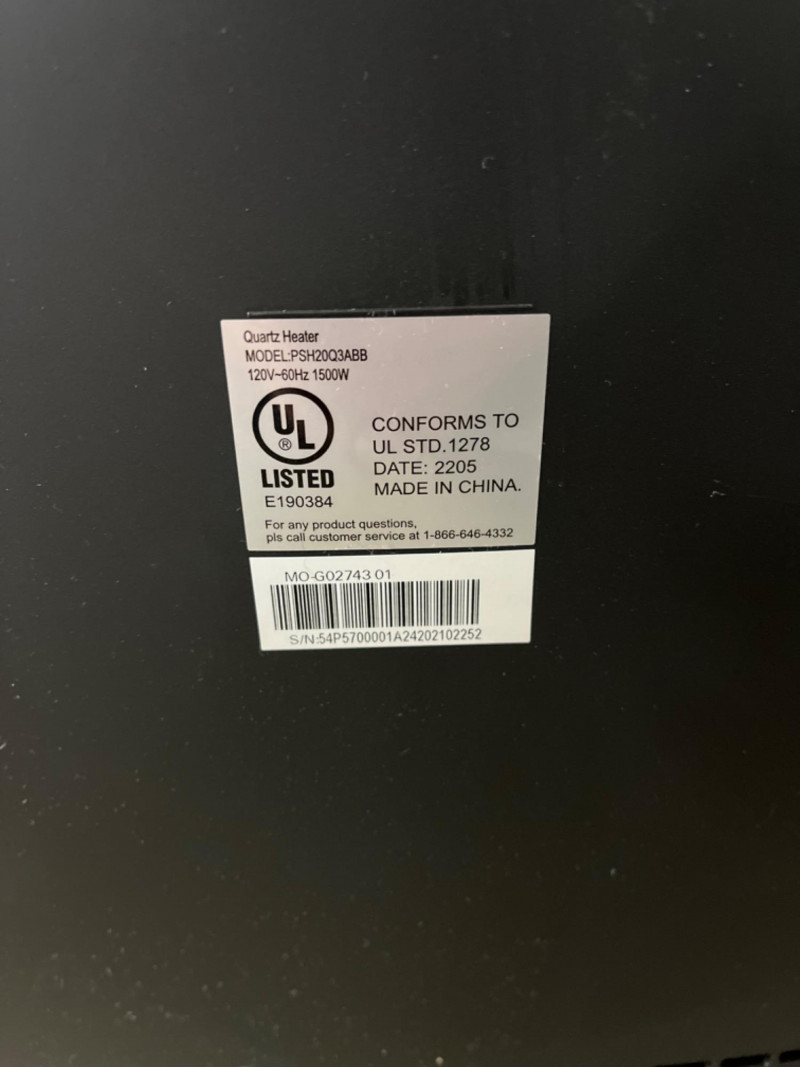 Quartz Heater
MODEL:PSH20Q3ABB
120V~60Hz 1500W
UL
®
LISTED
E190384
CONFORMS TO
UL STD.1278
DATE: 2205
MADE IN CHINA.
For any product questions,
pls call customer service at 1-866-646-4332
MO-G02743 01
S/N:54P5700001A24202102252